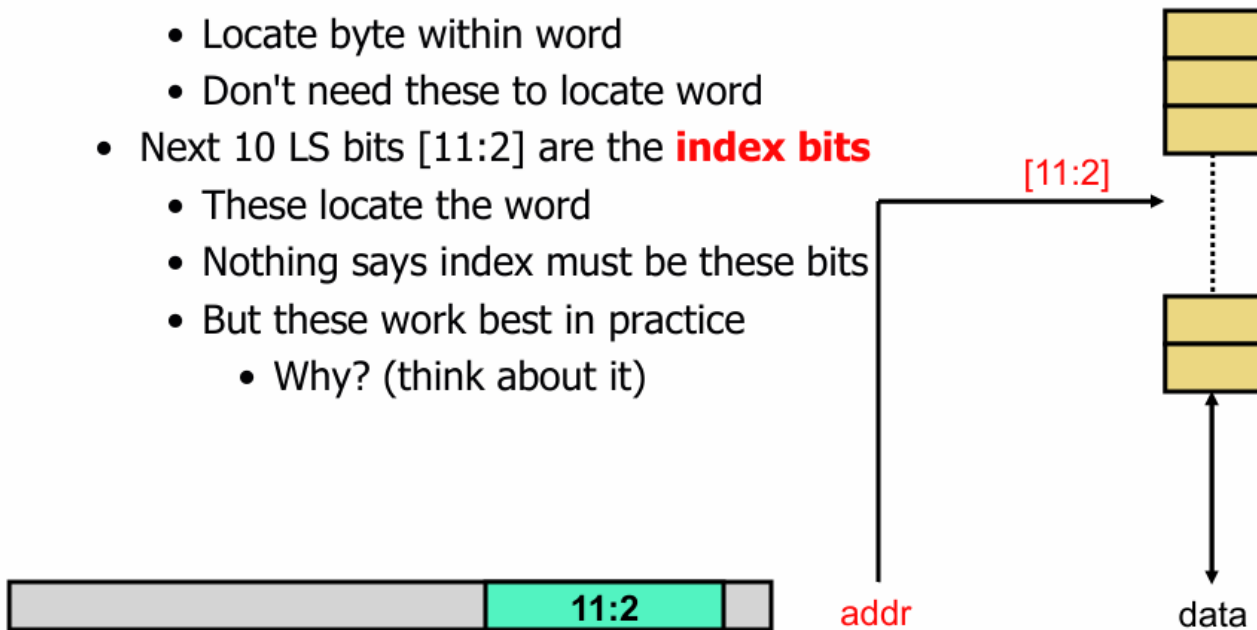 • Locate byte within word
• Don't need these to locate word
• Next 10 LS bits [11:2] are the index bits
[11:2]
• These locate the word
• Nothing says index must be these bits
• But these work best in practice
• Why? (think about it)
11:2
addr
data